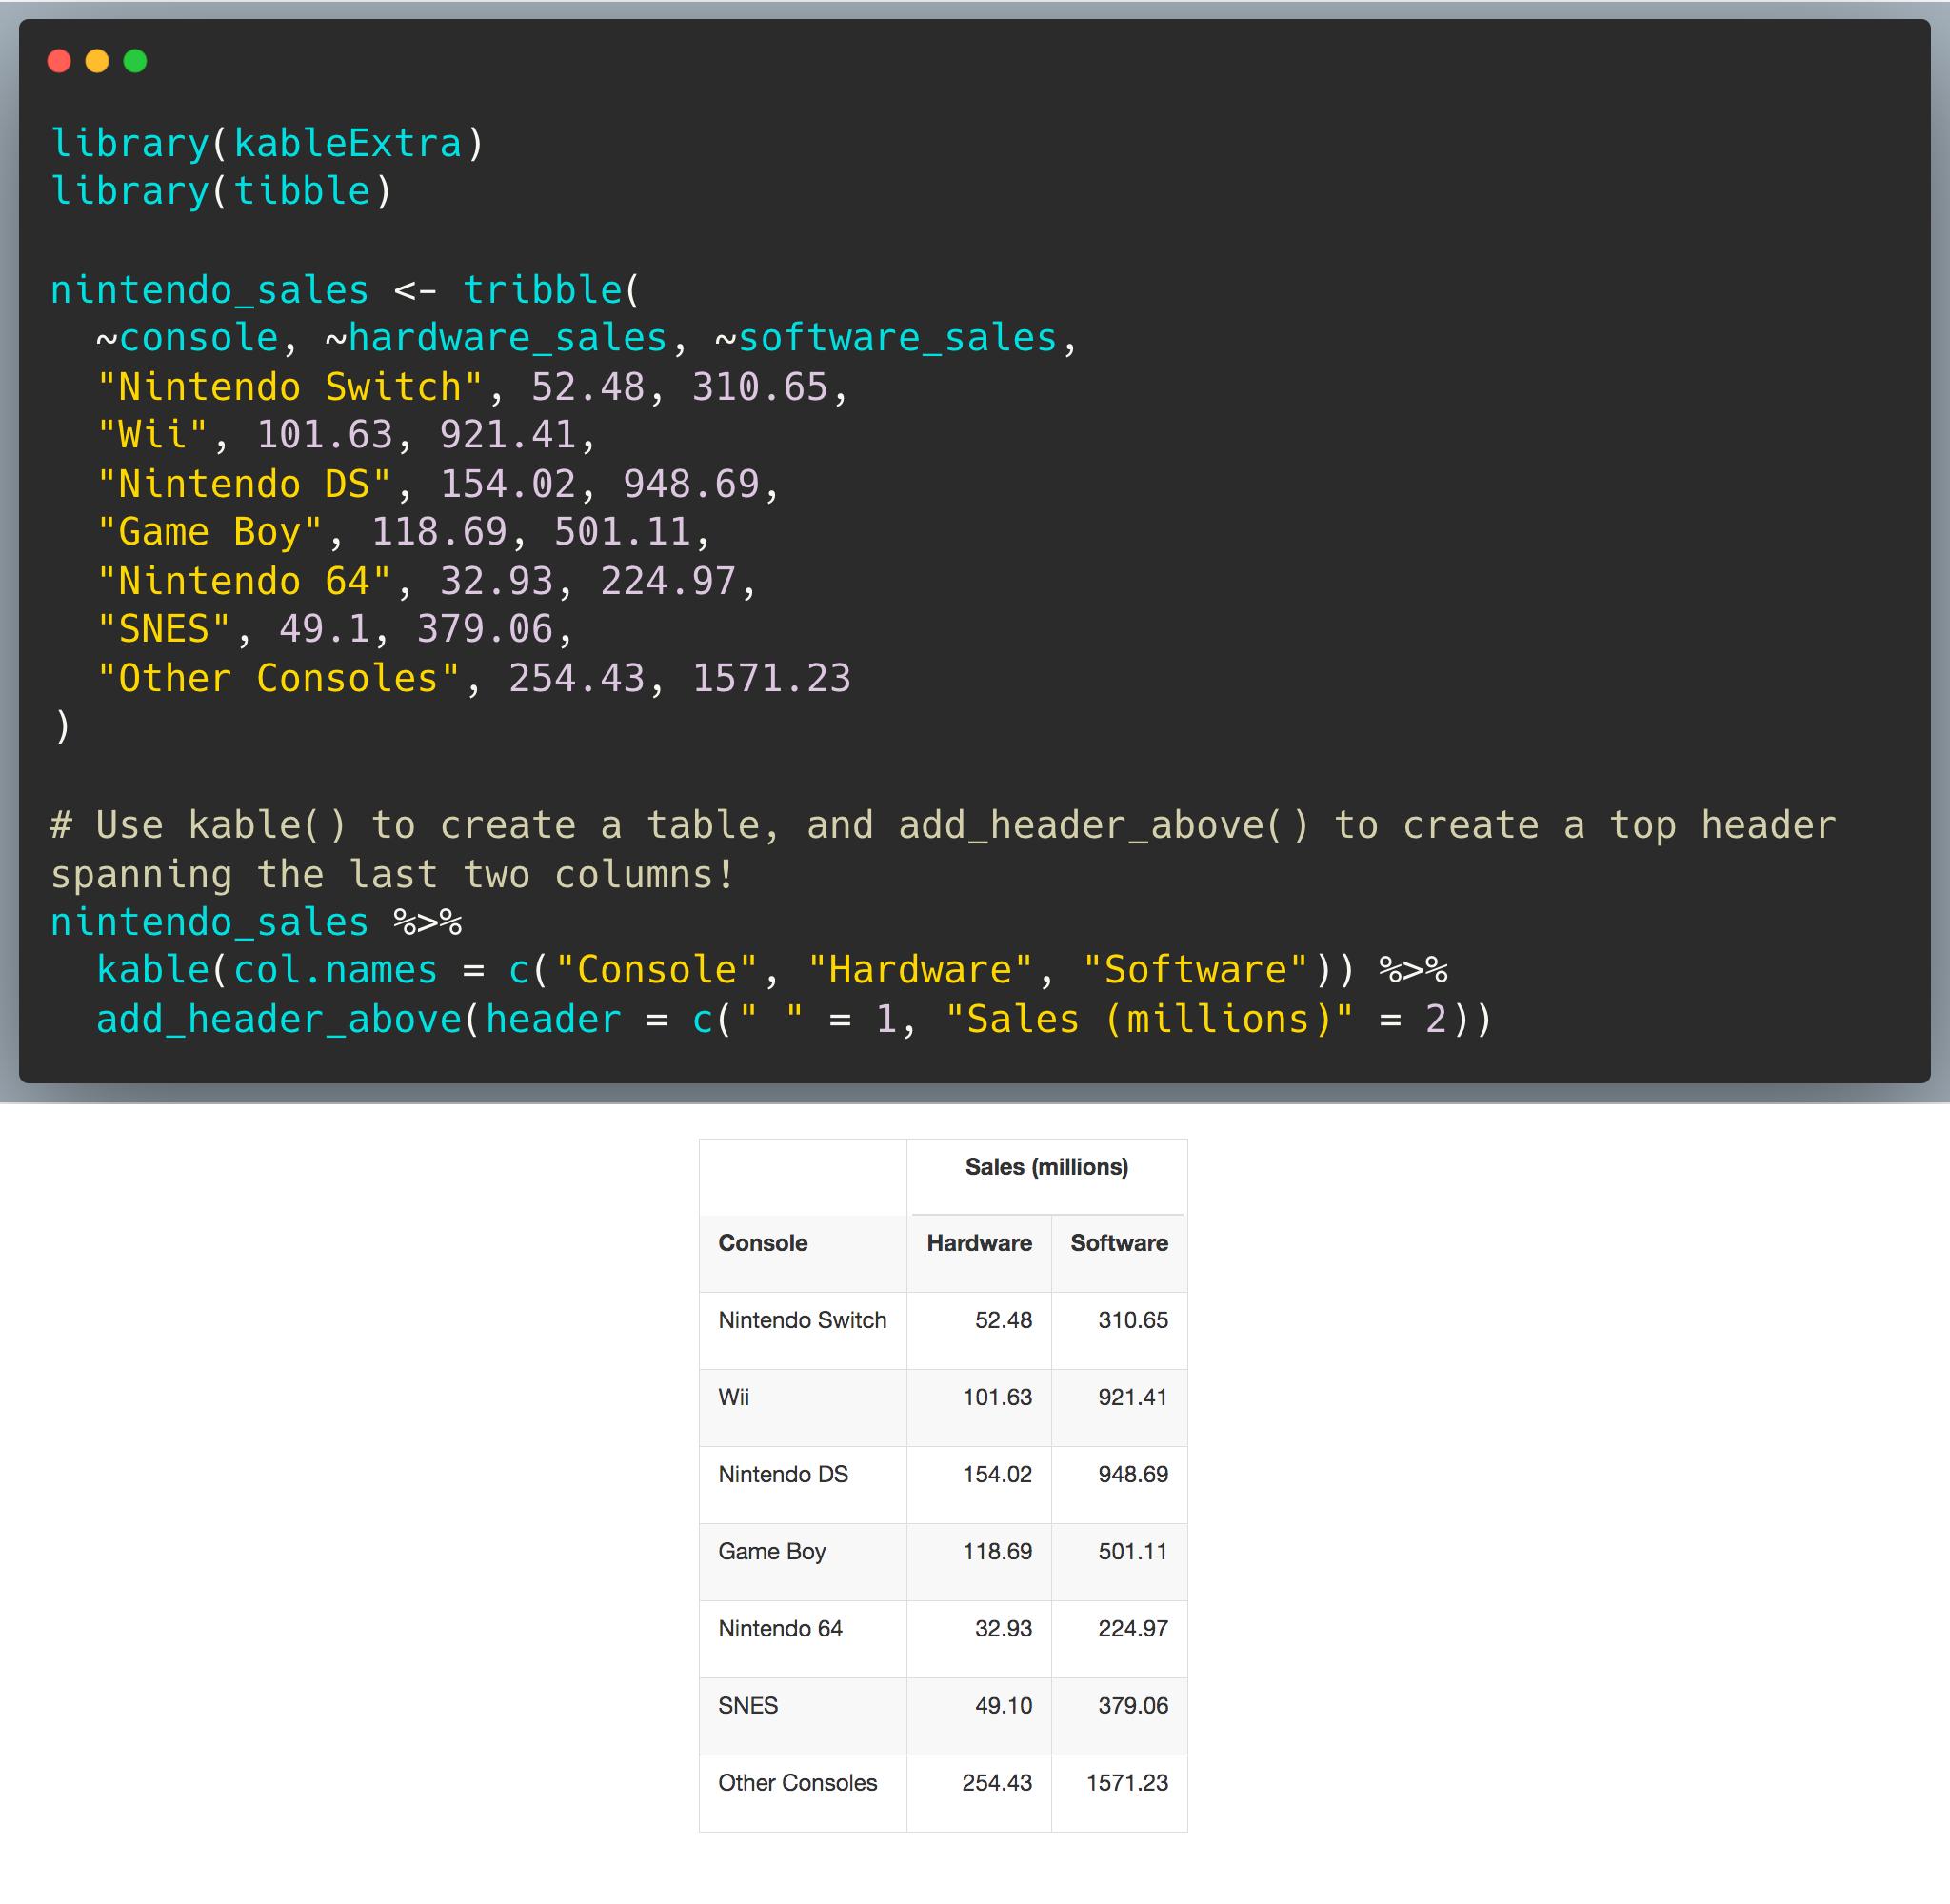 library(kableExtra)
library(tibble)
nintendo_sales <- tribble(
  ~console, ~hardware_sales, ~software_sales,
  "Nintendo Switch", 52.48, 310.65,
  "Wii", 101.63, 921.41,
  "Nintendo DS", 154.02, 948.69,
  "Game Boy", 118.69, 501.11,
  "Nintendo 64", 32.93, 224.97,
  "SNES", 49.1, 379.06,
  "Other Consoles", 254.43, 1571.23
)
# Use kable() to create a table, and add_header_above() to create a top header
spanning the last two columns!
nintendo_sales %>%
  kable(col.names = c("Console", "Hardware", "Software")) %>%
  add_header_above(header = c(" " = 1, "Sales (millions)" = 2))
Sales (millions)
Console Hardware Software
Nintendo Switch 52.48 310.65
Wii 101.63 921.41
Nintendo DS 154.02 948.69
Game Boy 118.69 501.11
Nintendo 64 32.93 224.97
SNES 49.10 379.06
Other Consoles 254.43 1571.23